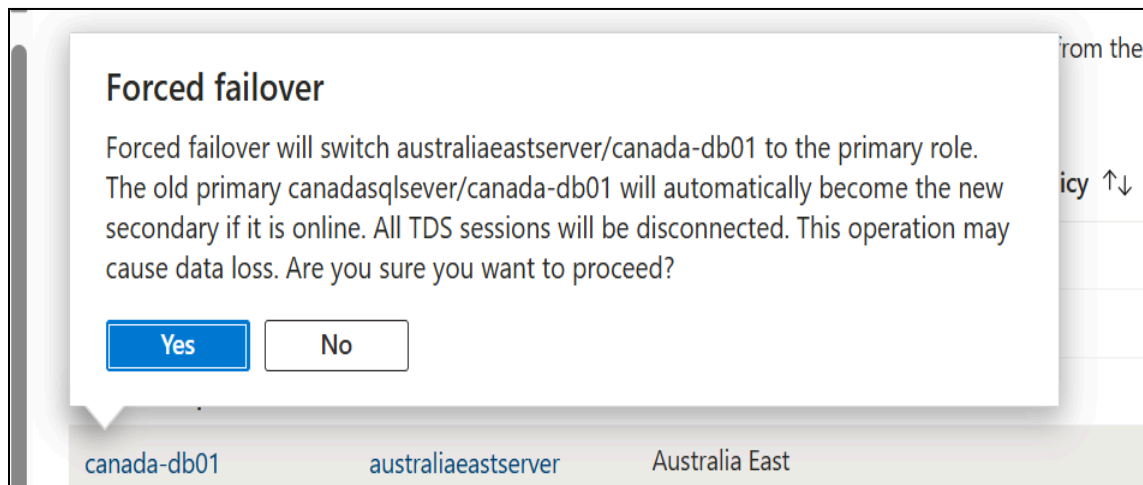 from the
Forced failover
Forced failover will switch australiaeastserver/canada-db01 to the primary role.
The old primary canadasqlsever/canada-db01 will automatically become the new
secondary if it is online. All TDS sessions will be disconnected. This operation may
cause data loss. Are you sure you want to proceed?
icy ↑↓
Yes No
canada-db01 australiaeastserver Australia East